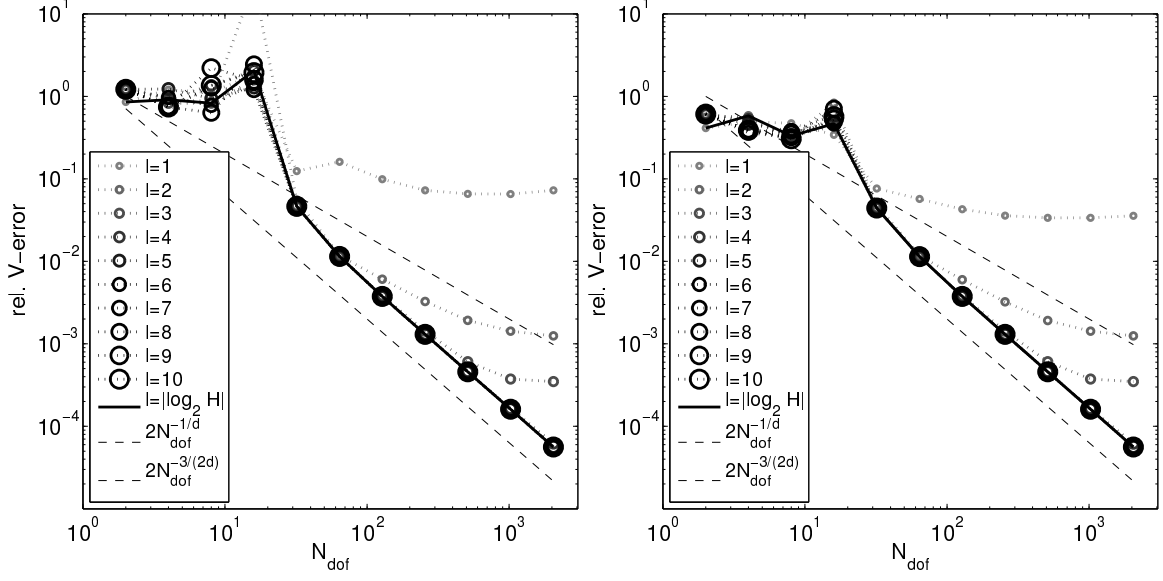 10^1
10^0
10^−1
10^−2
10^−3
10^−4
rel. V−error
l=1
l=2
l=3
l=4
l=5
l=6
l=7
l=8
l=9
l=10
l=|log_2 H|
2N_dof^−1/d
2N_dof^−3/(2d)
10^0 10^1 10^2 10^3
N_dof
10^1
10^0
10^−1
10^−2
10^−3
10^−4
rel. V−error
l=1
l=2
l=3
l=4
l=5
l=6
l=7
l=8
l=9
l=10
l=|log_2 H|
2N_dof^−1/d
2N_dof^−3/(2d)
10^0 10^1 10^2 10^3
N_dof